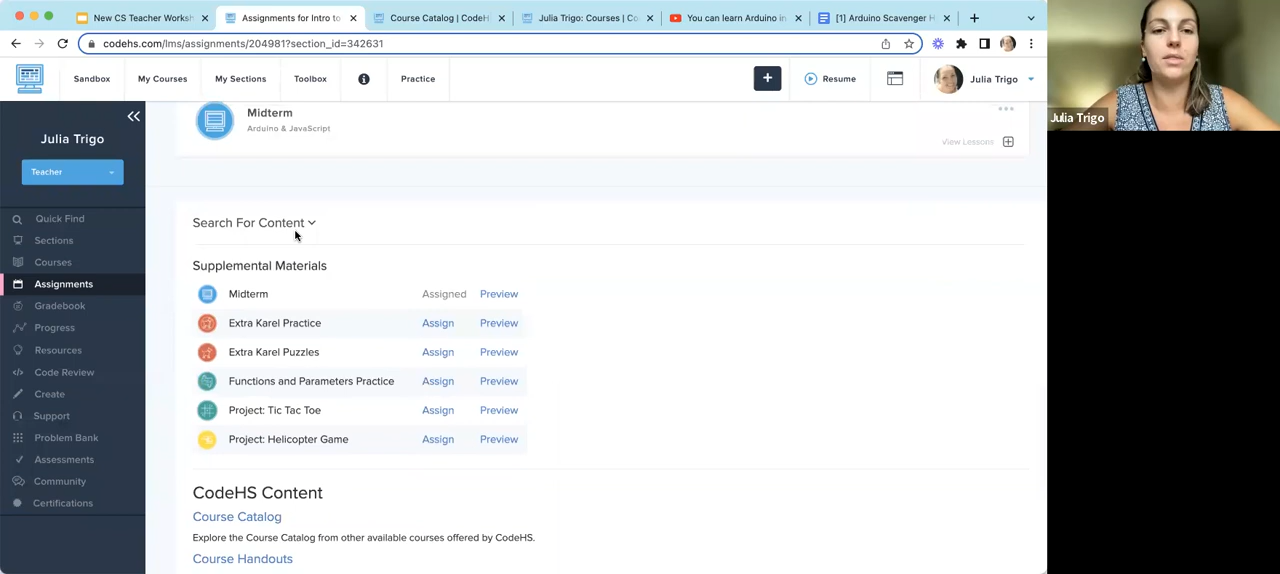 New CS Teacher Worksh
Assignments for Intro to
Course Catalog | CodeH
Julia Trigo: Courses | Co
You can learn Arduino in
[1] Arduino Scavenger H
codehs.com/lms/assignments/204981?section_id=342631
Sandbox
My Courses
My Sections
Toolbox
Practice
Resume
Julia Trigo
Julia Trigo
Teacher
Quick Find
Sections
Courses
Assignments
Gradebook
Progress
Resources
Code Review
Create
Support
Problem Bank
Assessments
Community
Certifications
Midterm
Arduino & JavaScript
View Lessons
Search For Content
Supplemental Materials
Midterm Assigned Preview
Extra Karel Practice Assign Preview
Extra Karel Puzzles Assign Preview
Functions and Parameters Practice Assign Preview
Project: Tic Tac Toe Assign Preview
Project: Helicopter Game Assign Preview
CodeHS Content
Course Catalog
Explore the Course Catalog from other available courses offered by CodeHS.
Course Handouts
Julia Trigo